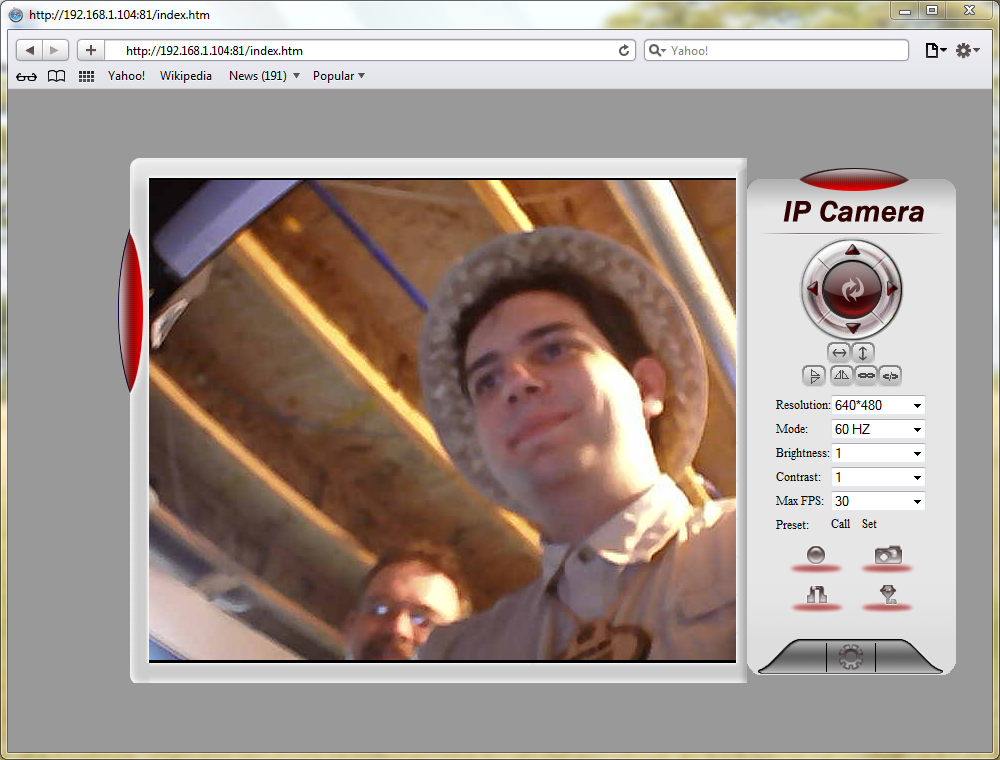 http://192.168.1.104:81/index.htm
http://192.168.1.104:81/index.htm
Yahoo!
Yahoo! Wikipedia News (191) Popular
IP Camera
Resolution: 640*480
Mode: 60 HZ
Brightness: 1
Contrast: 1
Max FPS: 30
Preset: Call Set